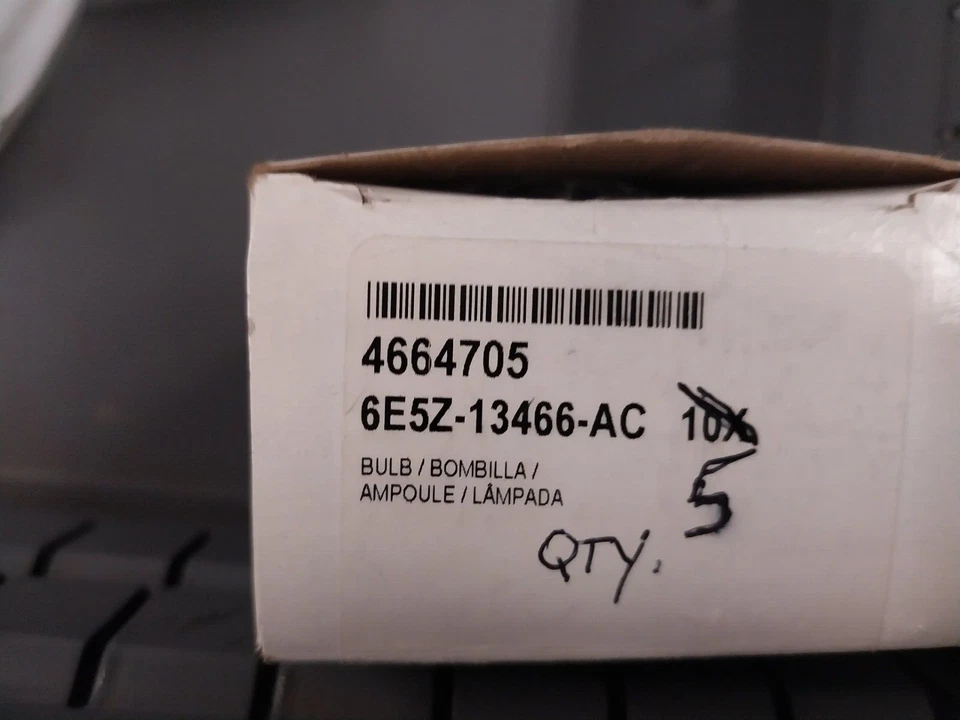 4664705
6E5Z-13466-AC 10X
BULB / BOMBILLA /
AMPOULE / LÂMPADA
5
QTY.